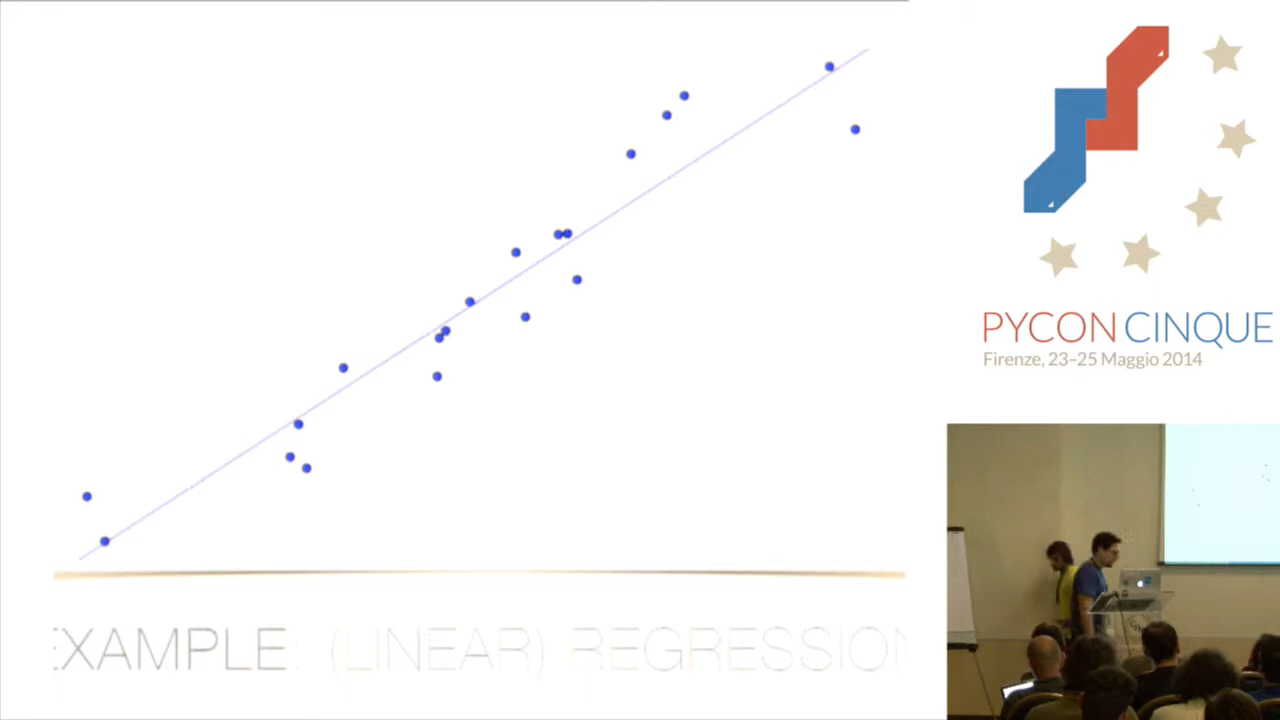 EXAMPLE: (LINEAR) REGRESSION
PYCON CINQUE
Firenze, 23–25 Maggio 2014